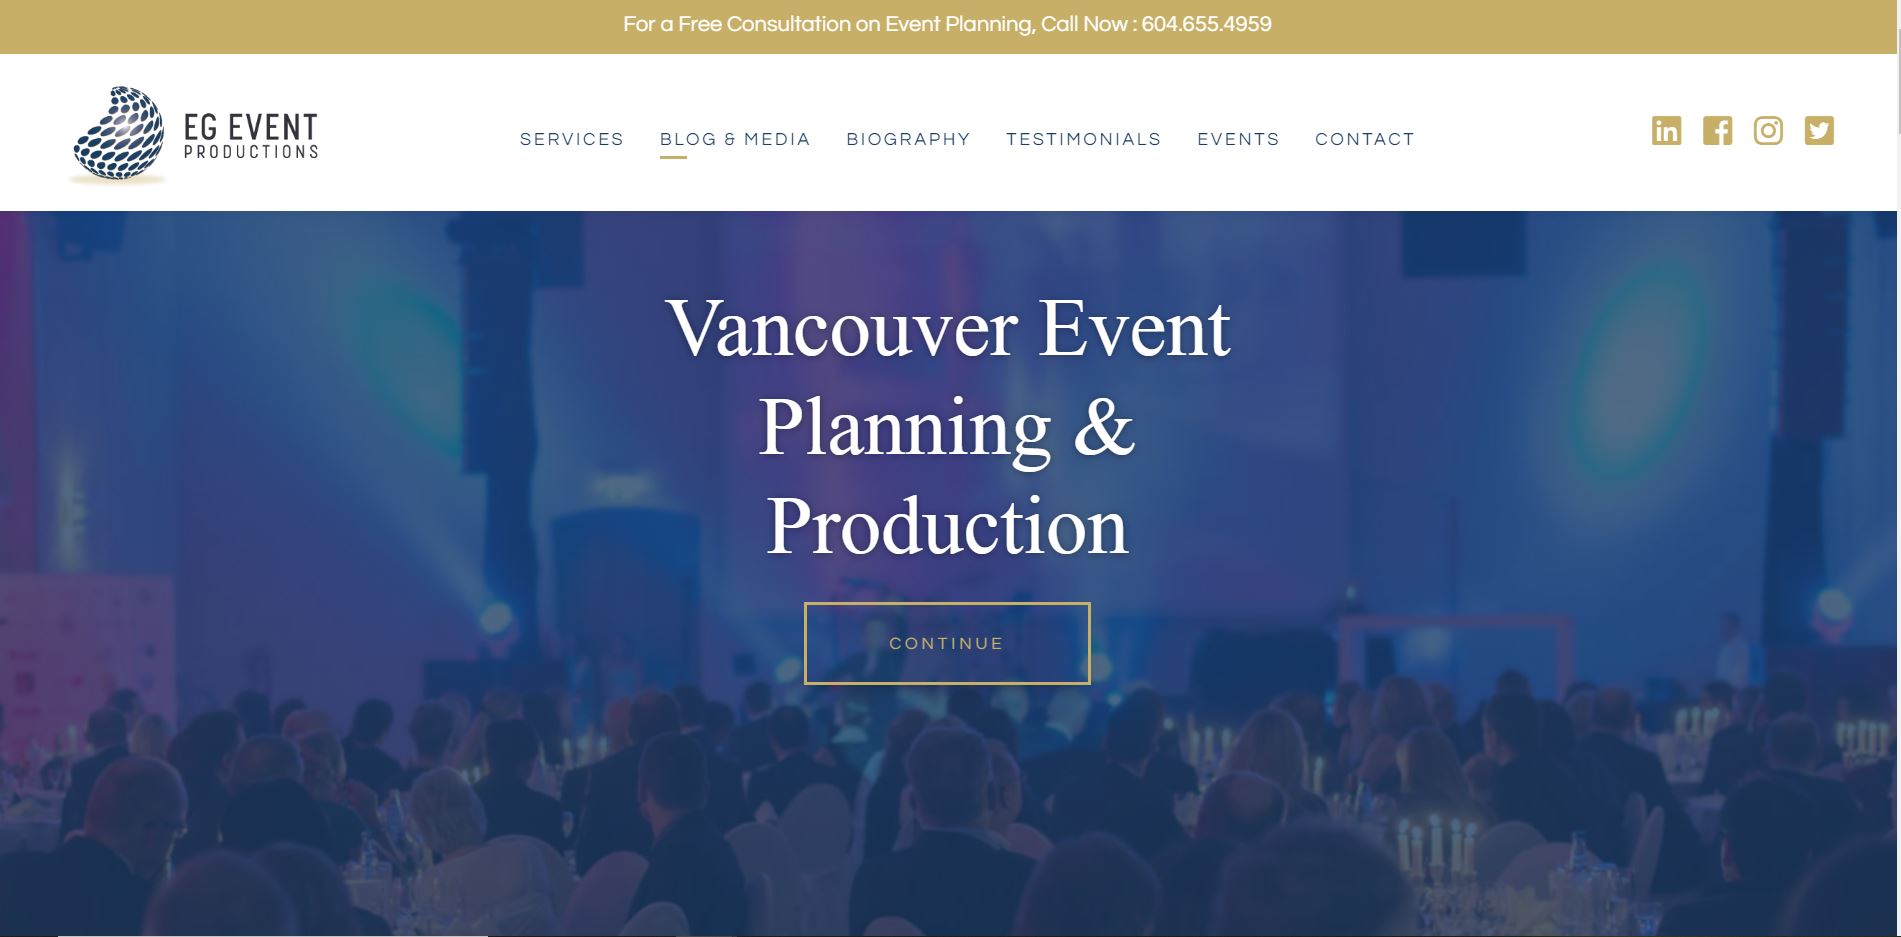 For a Free Consultation on Event Planning, Call Now : 604.655.4959
EG EVENT
PRODUCTIONS
SERVICES
BLOG & MEDIA
BIOGRAPHY
TESTIMONIALS
EVENTS
CONTACT
in
f
Vancouver Event
Planning &
Production
CONTINUE